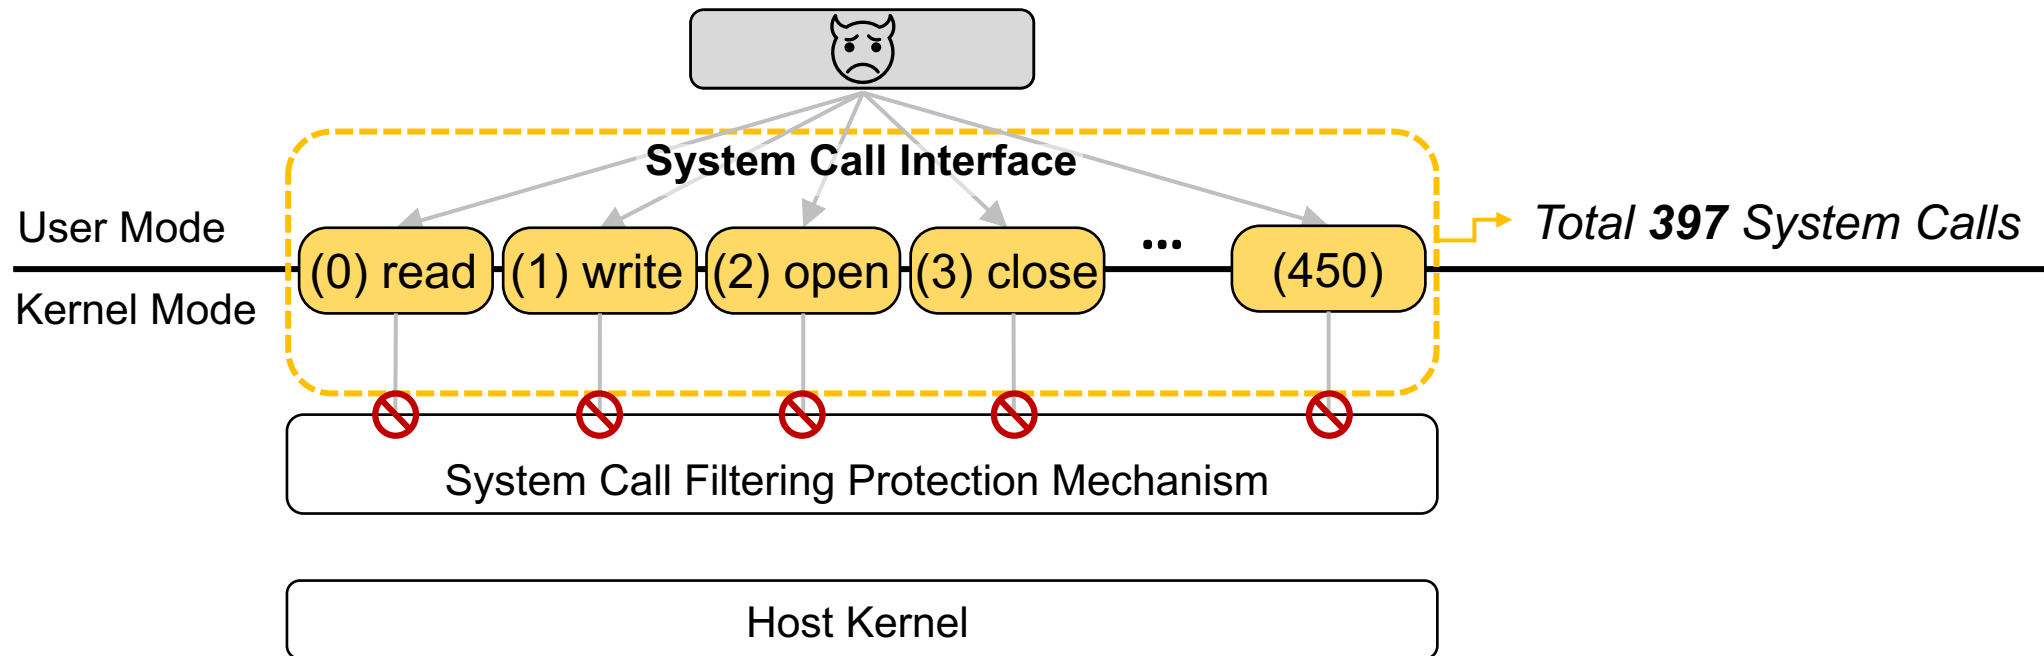 System Call Interface
User Mode
Total 397 System Calls
(0) read
(1) write
(2) open
(3) close
...
(450)
Kernel Mode
System Call Filtering Protection Mechanism
Host Kernel